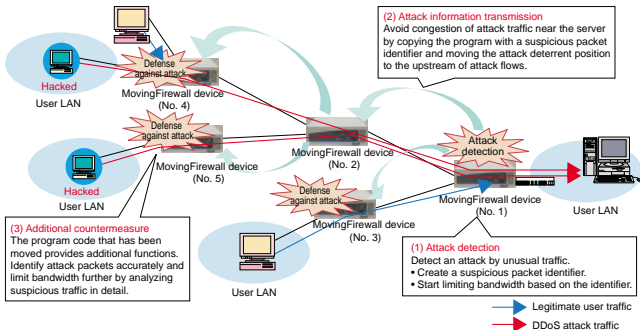 (2) Attack information transmission
Avoid congestion of attack traffic near the server
by copying the program with a suspicious packet
identifier and moving the attack deterrent position
to the upstream of attack flows.
Hacked
User LAN
Defense
against attack
MovingFirewall device
(No. 4)
Defense
against attack
MovingFirewall device
(No. 5)
Hacked
User LAN
MovingFirewall device
(No. 2)
Attack
detection
MovingFirewall device
(No. 1)
User LAN
Defense
against attack
MovingFirewall device
(No. 3)
User LAN
(3) Additional countermeasure
The program code that has been
moved provides additional functions.
Identify attack packets accurately and
limit bandwidth further by analyzing
suspicious traffic in detail.
(1) Attack detection
Detect an attack by unusual traffic.
• Create a suspicious packet identifier.
• Start limiting bandwidth based on the identifier.
Legitimate user traffic
DDoS attack traffic